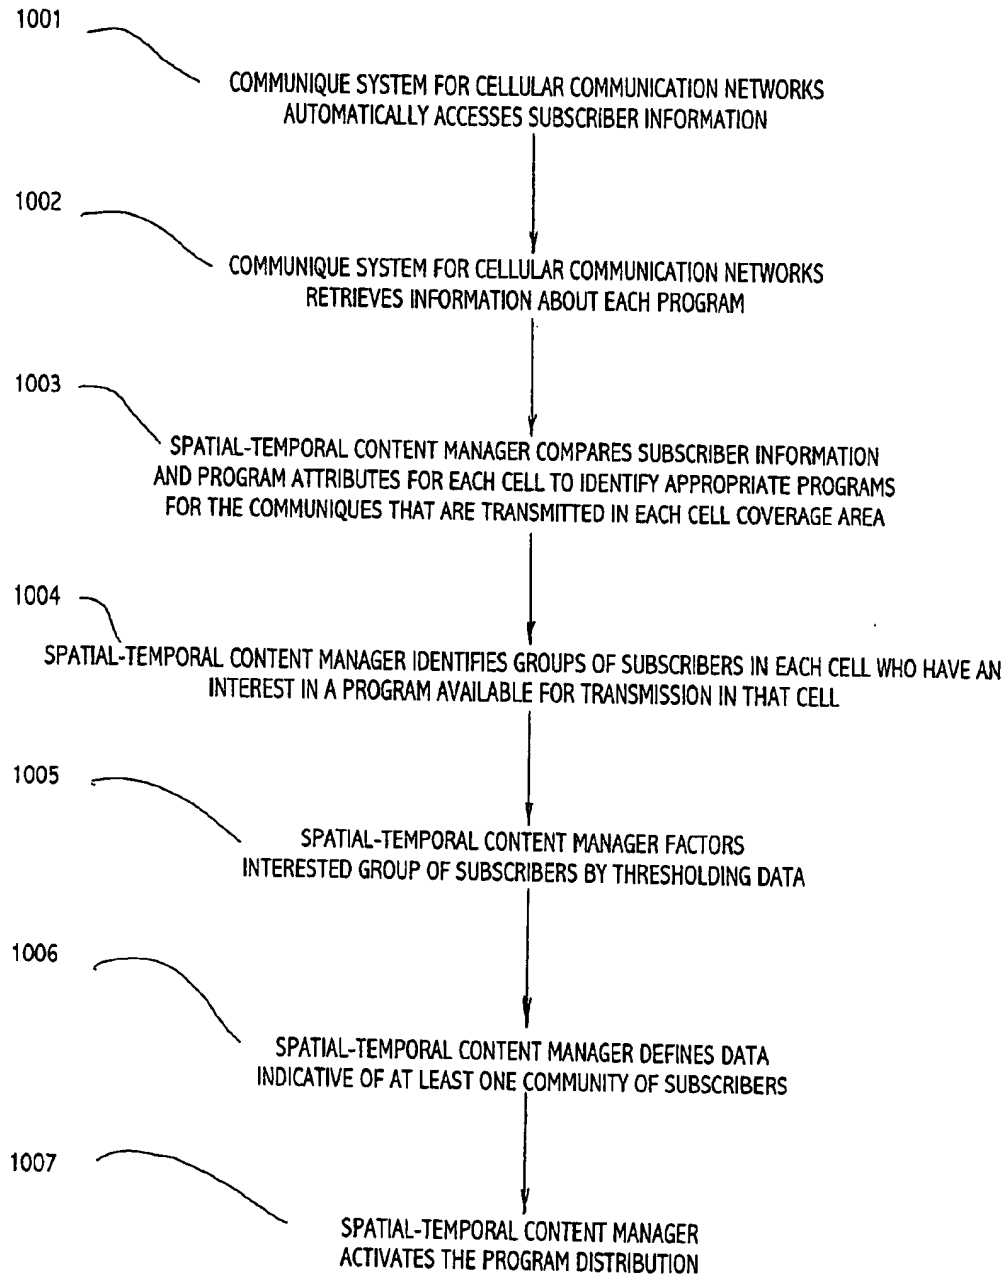 1001
COMMUNIQUE SYSTEM FOR CELLULAR COMMUNICATION NETWORKS
AUTOMATICALLY ACCESSES SUBSCRIBER INFORMATION
1002
COMMUNIQUE SYSTEM FOR CELLULAR COMMUNICATION NETWORKS
RETRIEVES INFORMATION ABOUT EACH PROGRAM
1003
SPATIAL-TEMPORAL CONTENT MANAGER COMPARES SUBSCRIBER INFORMATION
AND PROGRAM ATTRIBUTES FOR EACH CELL TO IDENTIFY APPROPRIATE PROGRAMS
FOR THE COMMUNIQUES THAT ARE TRANSMITTED IN EACH CELL COVERAGE AREA
1004
SPATIAL-TEMPORAL CONTENT MANAGER IDENTIFIES GROUPS OF SUBSCRIBERS IN EACH CELL WHO HAVE AN
INTEREST IN A PROGRAM AVAILABLE FOR TRANSMISSION IN THAT CELL
1005
SPATIAL-TEMPORAL CONTENT MANAGER FACTORS
INTERESTED GROUP OF SUBSCRIBERS BY THRESHOLDING DATA
1006
SPATIAL-TEMPORAL CONTENT MANAGER DEFINES DATA
INDICATIVE OF AT LEAST ONE COMMUNITY OF SUBSCRIBERS
1007
SPATIAL-TEMPORAL CONTENT MANAGER
ACTIVATES THE PROGRAM DISTRIBUTION